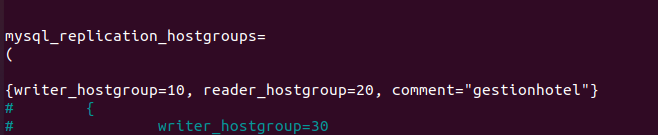 mysql_replication_hostgroups=
(
{writer_hostgroup=10, reader_hostgroup=20, comment="gestionhotel"}
#        {
#                writer_hostgroup=30